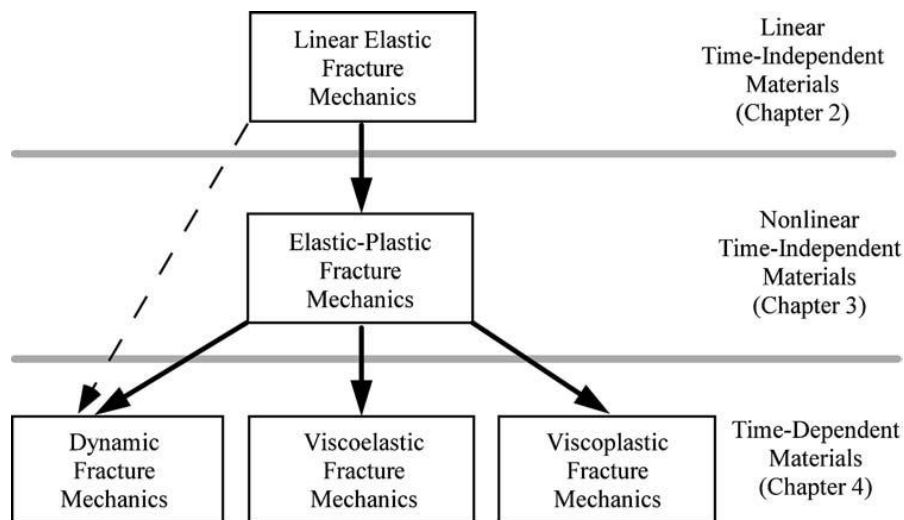 Linear Elastic
Fracture
Mechanics
Linear
Time-Independent
Materials
(Chapter 2)
Elastic-Plastic
Fracture
Mechanics
Nonlinear
Time-Independent
Materials
(Chapter 3)
Dynamic
Fracture
Mechanics
Viscoelastic
Fracture
Mechanics
Viscoplastic
Fracture
Mechanics
Time-Dependent
Materials
(Chapter 4)